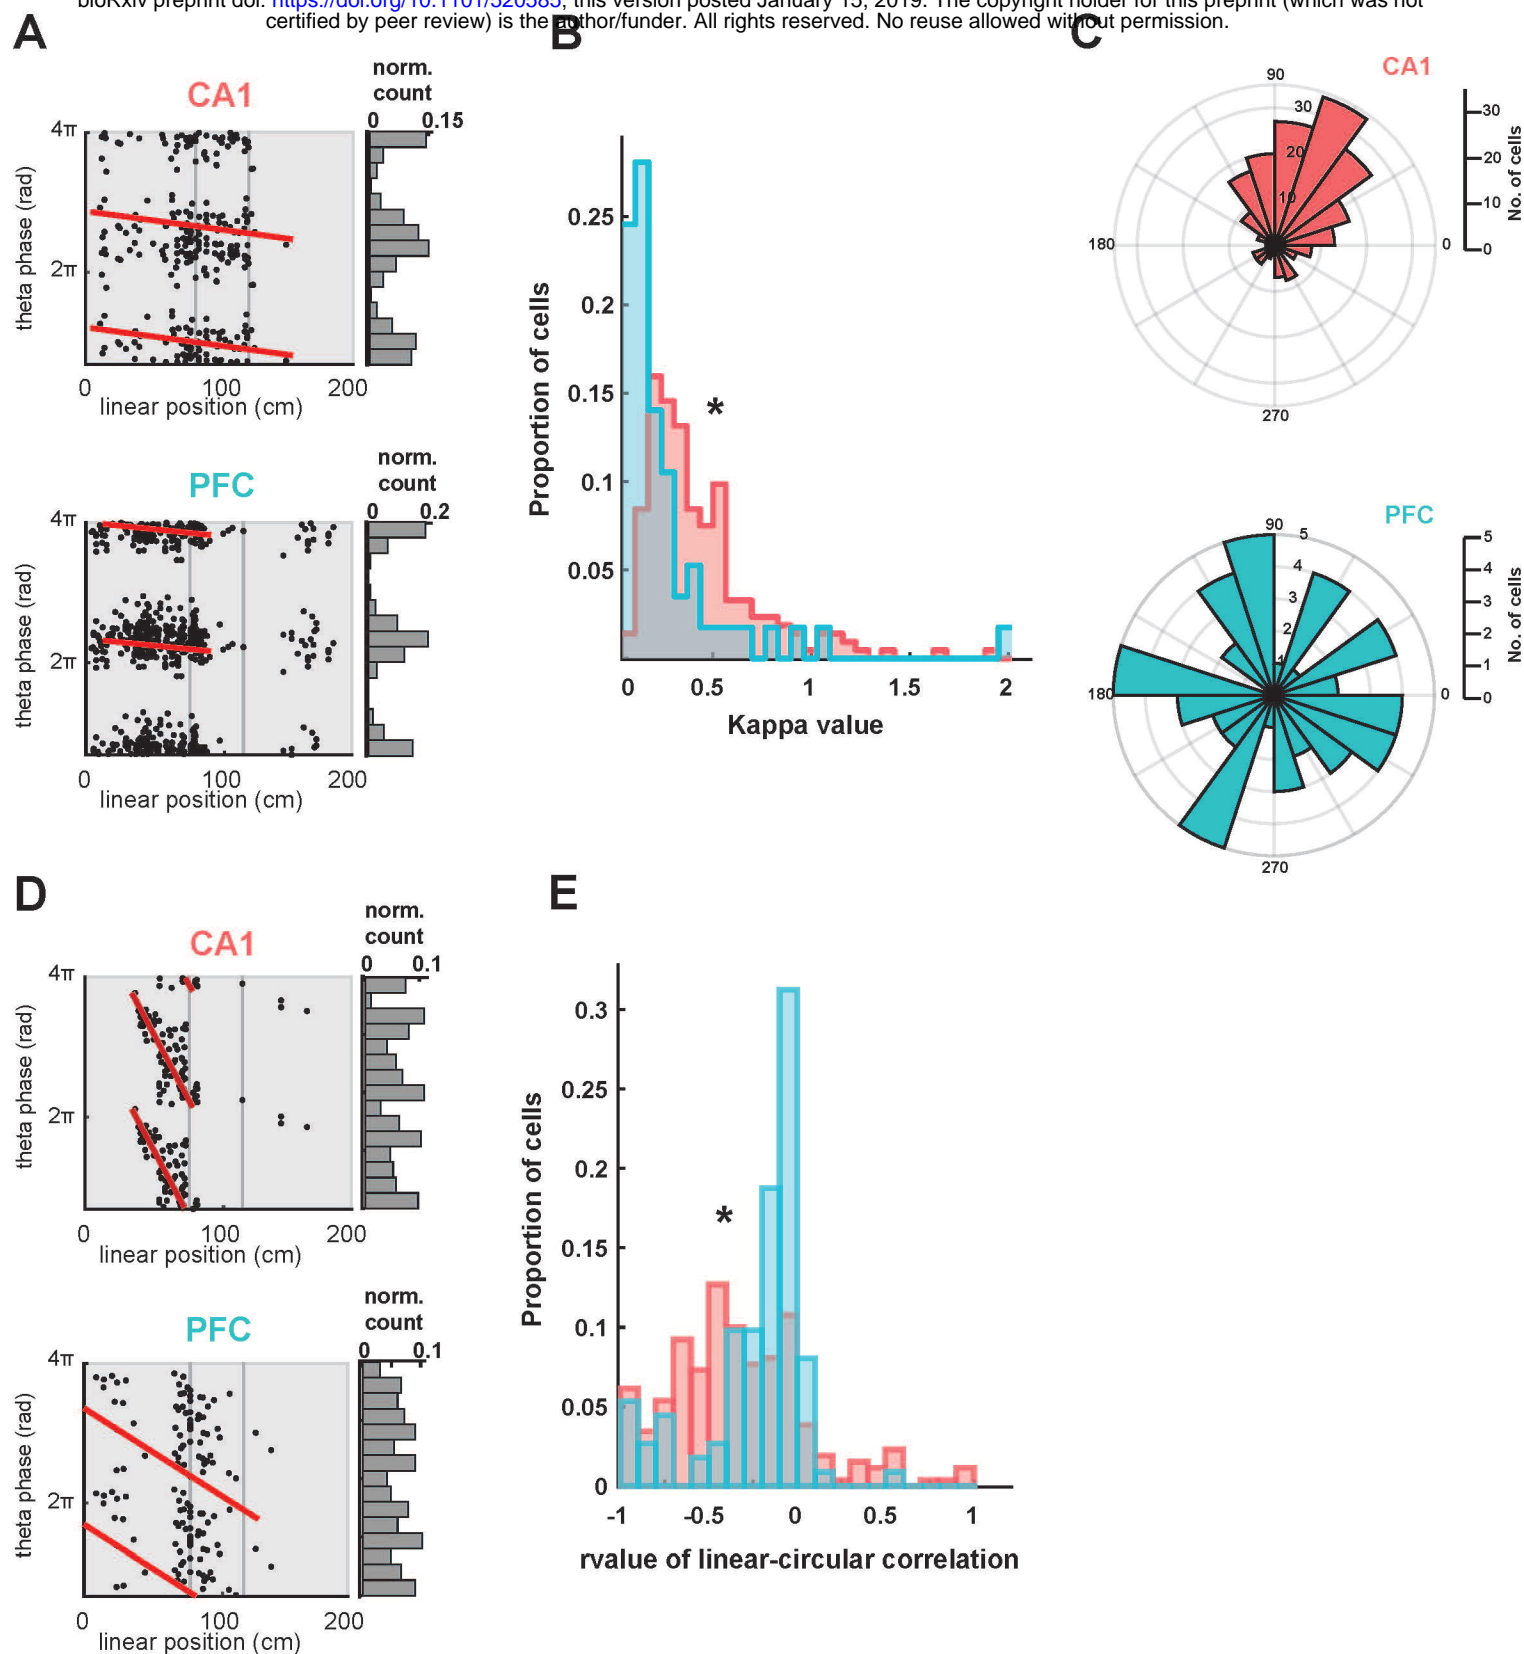 bioRxiv preprint doi: https://doi.org/10.1101/520585; this version posted January 15, 2019. The copyright holder for this preprint (which was not
certified by peer review) is the author/funder. All rights reserved. No reuse allowed without permission.
A
CA1
norm.
count
0 0.15
4π
2π
theta phase (rad)
0 100 200
linear position (cm)
PFC
norm.
count
0 0.2
4π
2π
theta phase (rad)
0 100 200
linear position (cm)
B
0.25
0.2
0.15
0.1
0.05
Proportion of cells
*
0 0.5 1 1.5 2
Kappa value
C
CA1
90
30
20
10
180
0
270
30
20
10
0
No. of cells
PFC
90
5
4
3
2
1
180
0
270
5
4
3
2
1
0
No. of cells
D
CA1
norm.
count
0 0.1
4π
2π
theta phase (rad)
0 100 200
linear position (cm)
PFC
norm.
count
0 0.1
4π
2π
theta phase (rad)
0 100 200
linear position (cm)
E
0.3
0.25
0.2
0.15
0.1
0.05
0
Proportion of cells
*
-1 -0.5 0 0.5 1
rvalue of linear-circular correlation